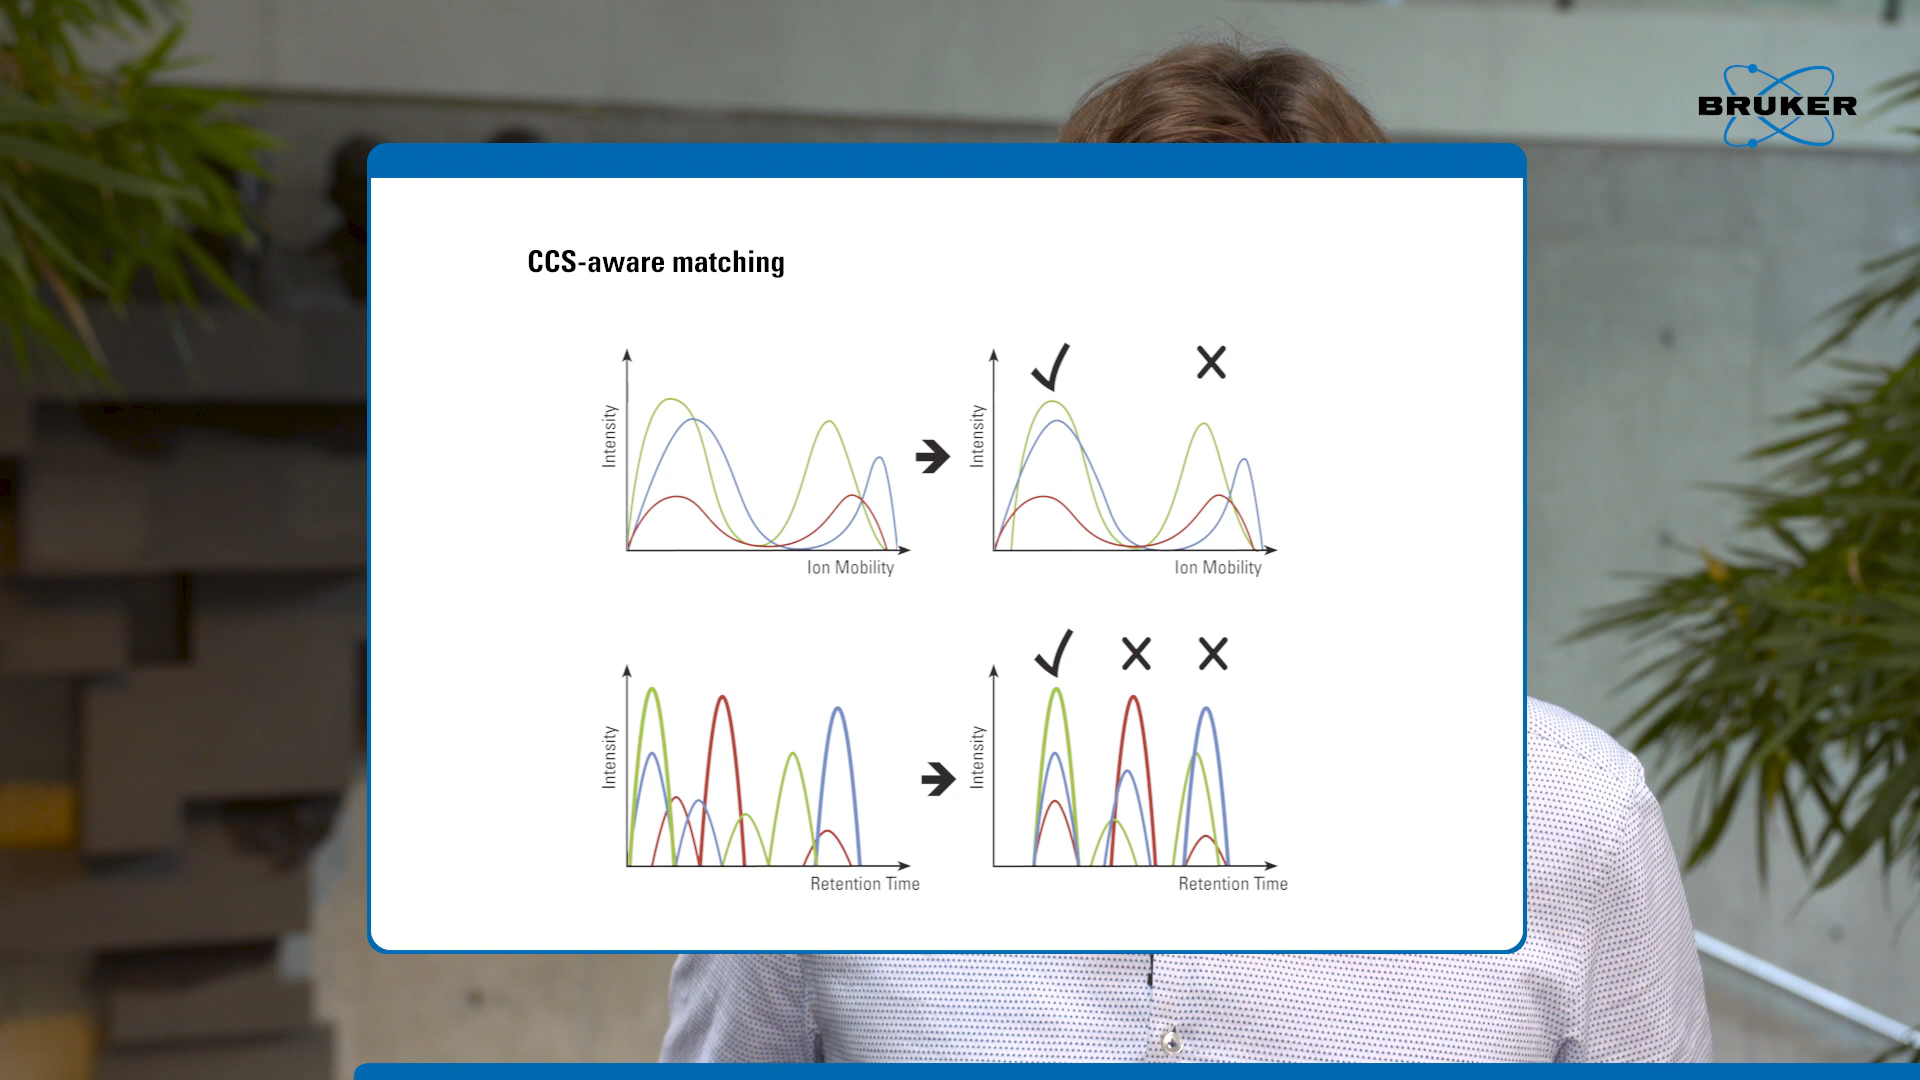 BRUKER
CCS-aware matching
Intensity
Ion Mobility
Intensity
Ion Mobility
Intensity
Retention Time
Intensity
Retention Time